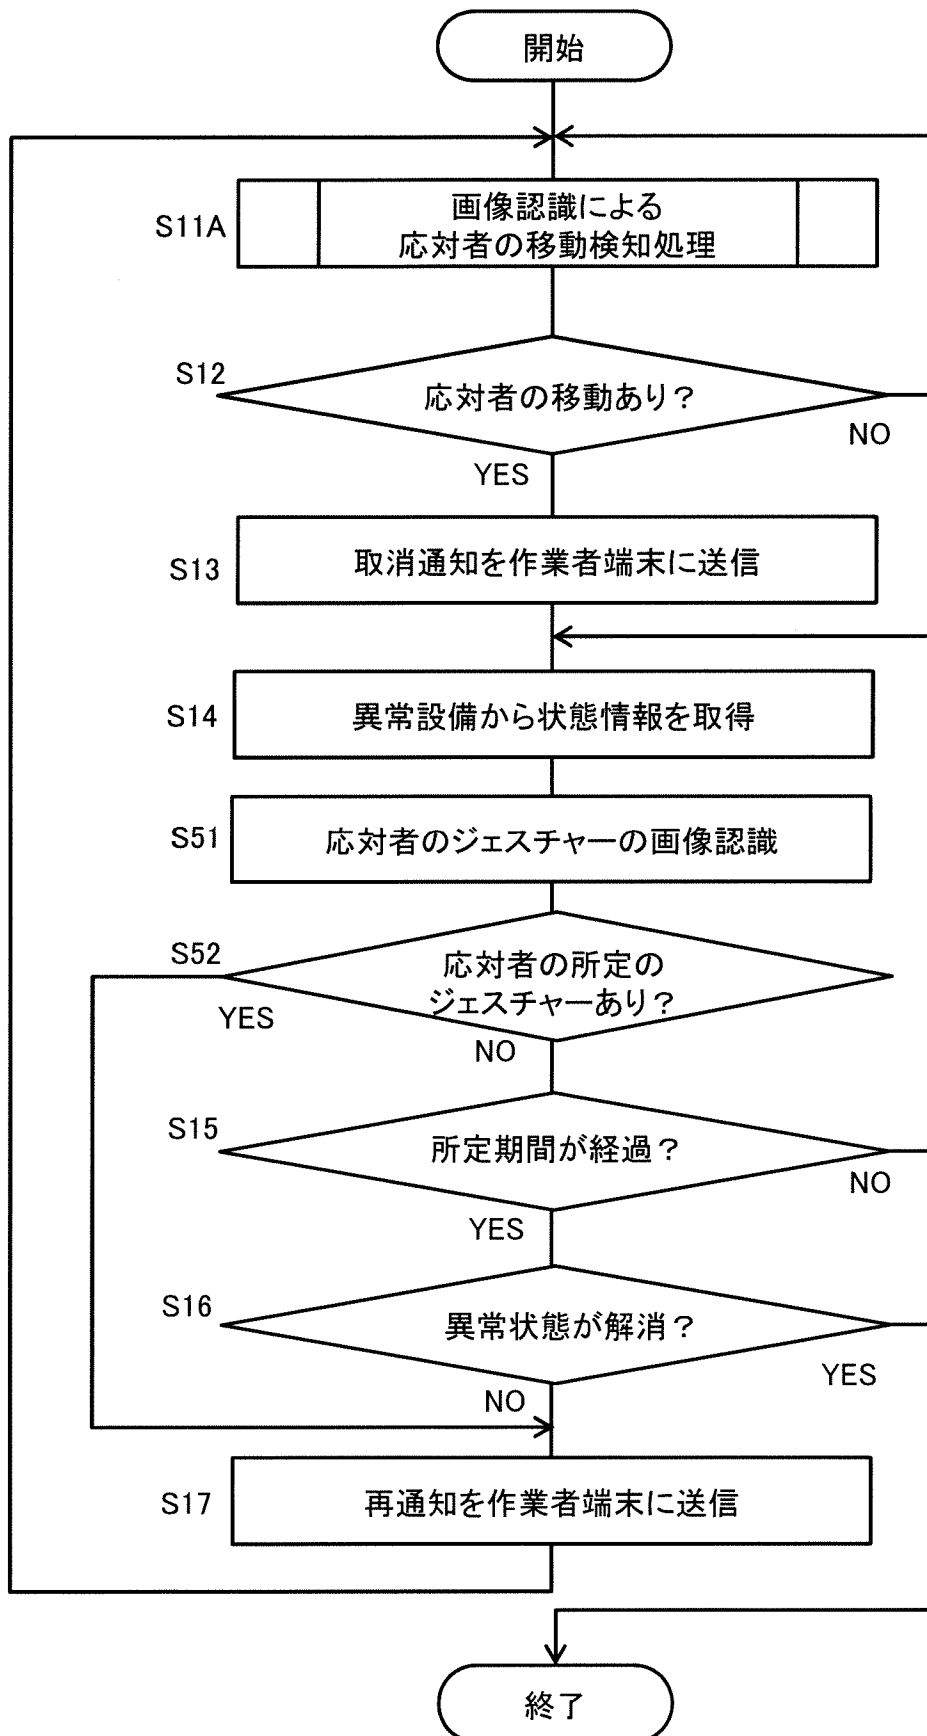 開始
S11A
画像認識による
応対者の移動検知処理
S12
応対者の移動あり？
NO
YES
S13
取消通知を作業者端末に送信
S14
異常設備から状態情報を取得
S51
応対者のジェスチャーの画像認識
S52
応対者の所定の
ジェスチャーあり？
YES
NO
S15
所定期間が経過？
NO
YES
S16
異常状態が解消？
YES
NO
S17
再通知を作業者端末に送信
終了